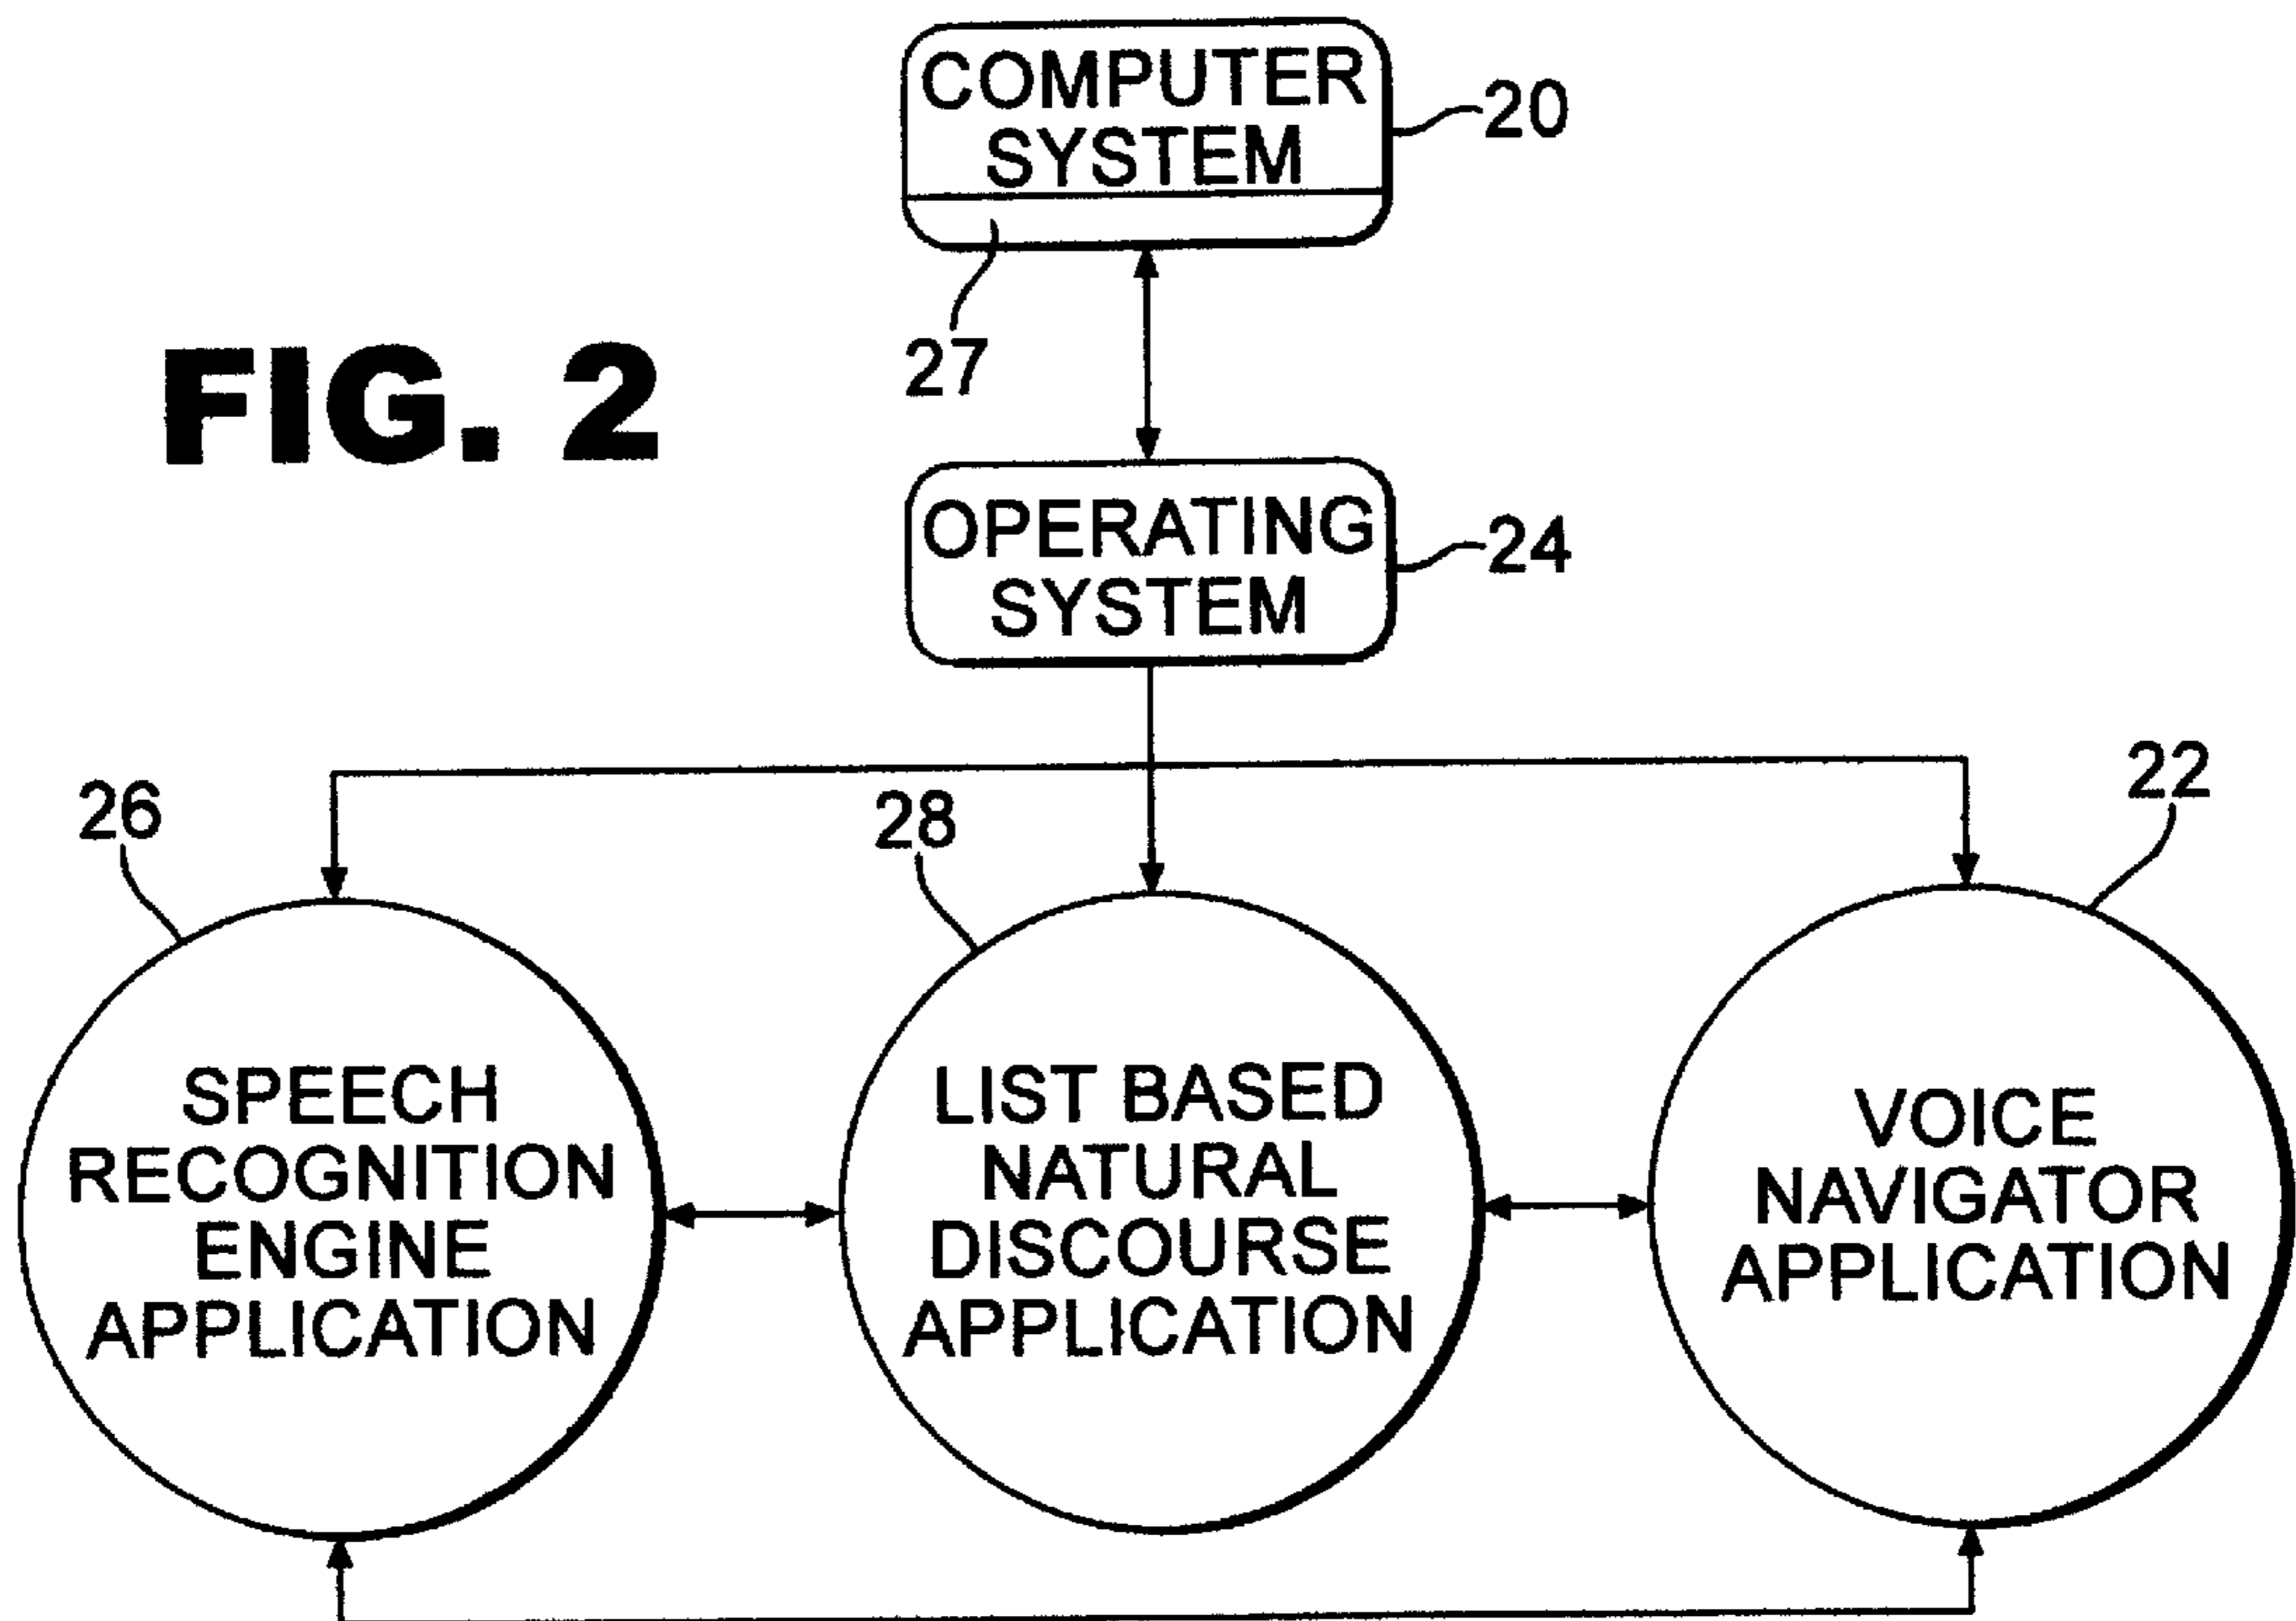 COMPUTER
SYSTEM
20
27
FIG. 2
OPERATING
SYSTEM
24
26
28
22
SPEECH
RECOGNITION
ENGINE
APPLICATION
LIST BASED
NATURAL
DISCOURSE
APPLICATION
VOICE
NAVIGATOR
APPLICATION